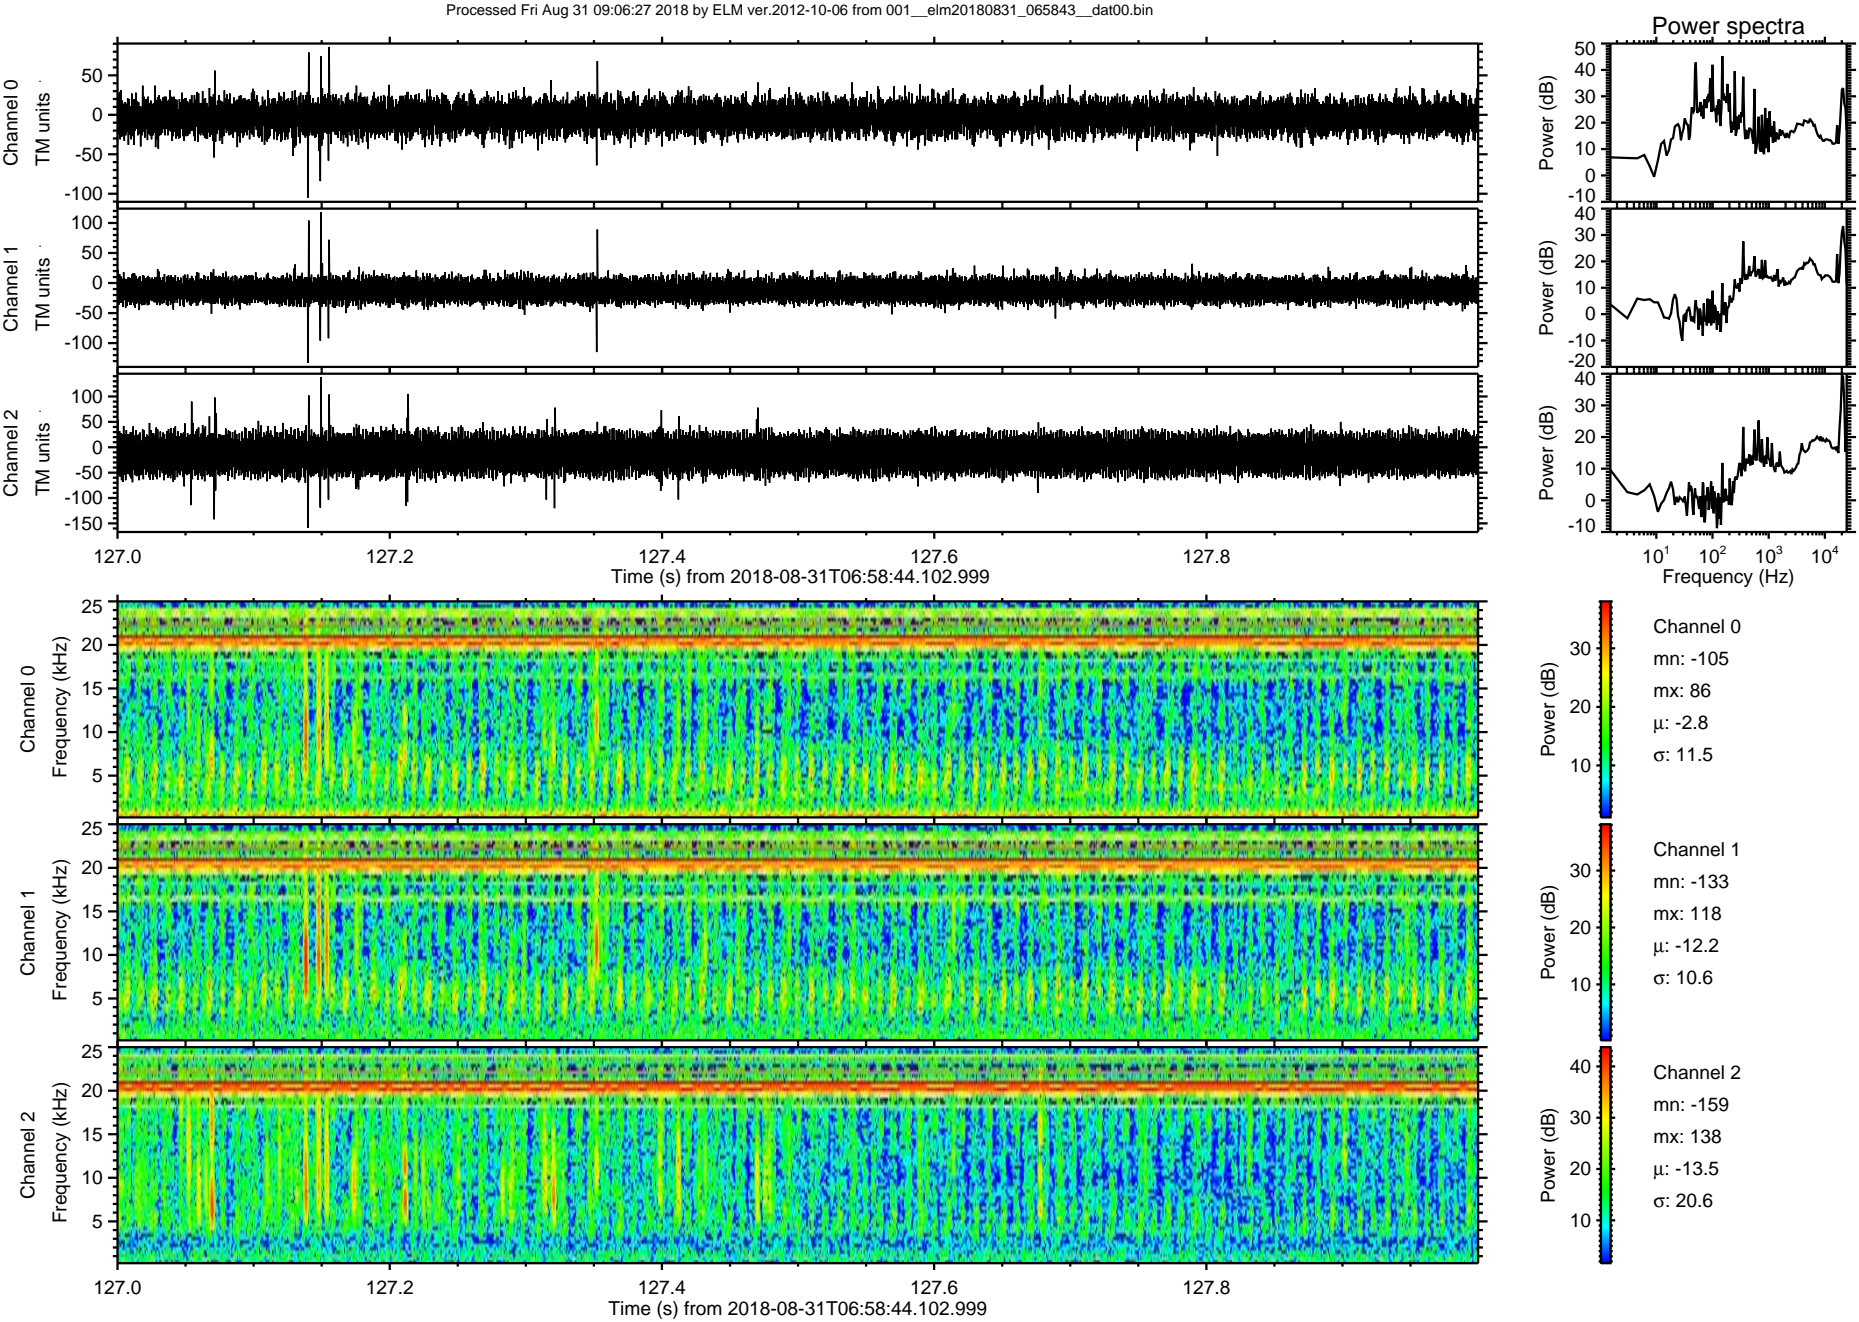 Processed Fri Aug 31 09:06:27 2018 by ELM ver.2012-10-06 from 001__elm20180831_065843__dat00.bin
Power spectra
Channel 0
TM units
50
0
-50
-100
Power (dB)
50
40
30
20
10
0
-10
Channel 1
TM units
100
50
0
-50
-100
Power (dB)
40
30
20
10
0
-10
-20
Channel 2
TM units
100
50
0
-50
-100
-150
Power (dB)
40
30
20
10
0
-10
127.0 127.2 127.4 127.6 127.8
Time (s) from 2018-08-31T06:58:44.102.999
10¹ 10² 10³ 10⁴
Frequency (Hz)
Channel 0
Frequency (kHz)
25
20
15
10
5
Power (dB)
30
20
10
Channel 0
mn: -105
mx: 86
μ: -2.8
σ: 11.5
Channel 1
Frequency (kHz)
25
20
15
10
5
Power (dB)
30
20
10
Channel 1
mn: -133
mx: 118
μ: -12.2
σ: 10.6
Channel 2
Frequency (kHz)
25
20
15
10
5
Power (dB)
40
30
20
10
Channel 2
mn: -159
mx: 138
μ: -13.5
σ: 20.6
127.0 127.2 127.4 127.6 127.8
Time (s) from 2018-08-31T06:58:44.102.999